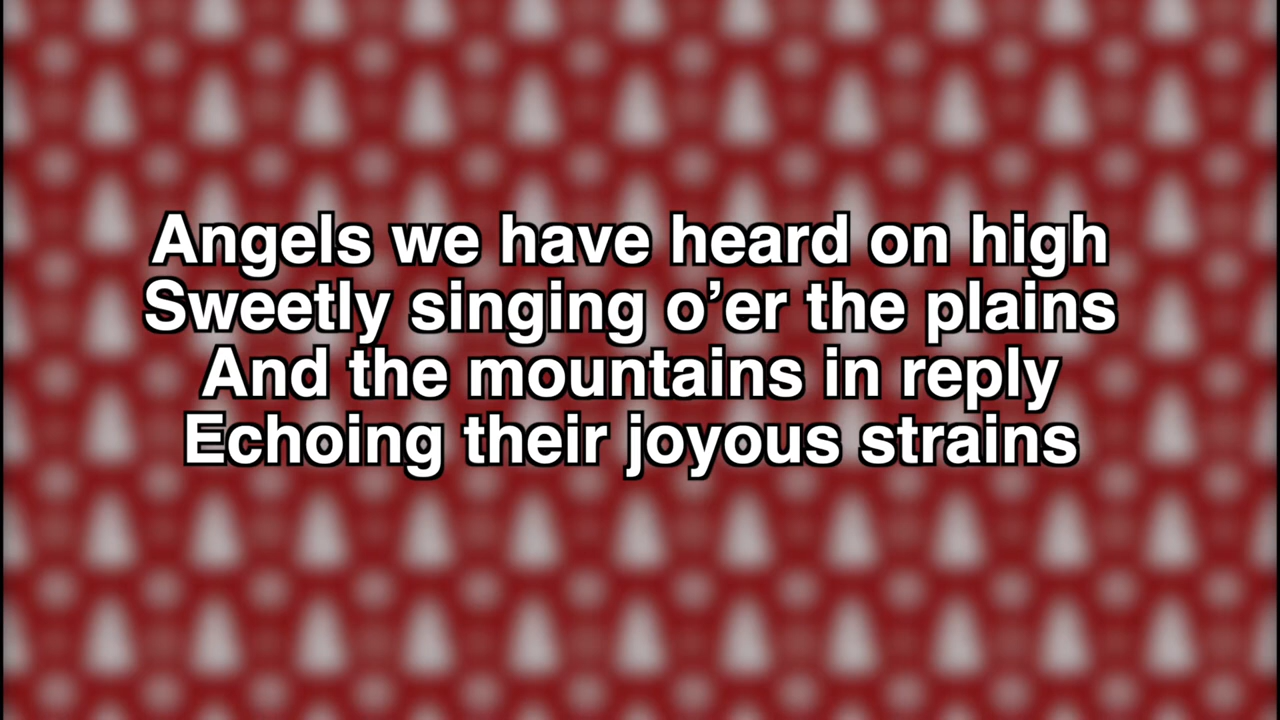 Angels we have heard on high
Sweetly singing o’er the plains
And the mountains in reply
Echoing their joyous strains